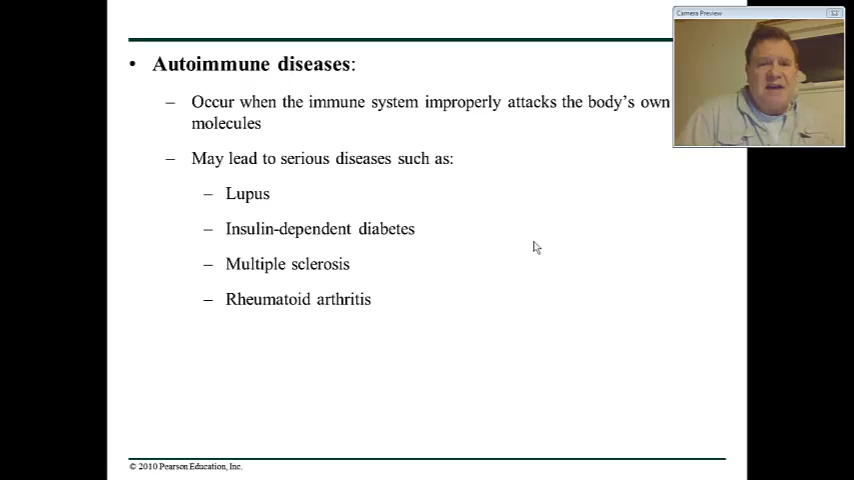 Camera Preview
• Autoimmune diseases:
– Occur when the immune system improperly attacks the body's own
molecules
– May lead to serious diseases such as:
– Lupus
– Insulin-dependent diabetes
– Multiple sclerosis
– Rheumatoid arthritis
© 2010 Pearson Education, Inc.